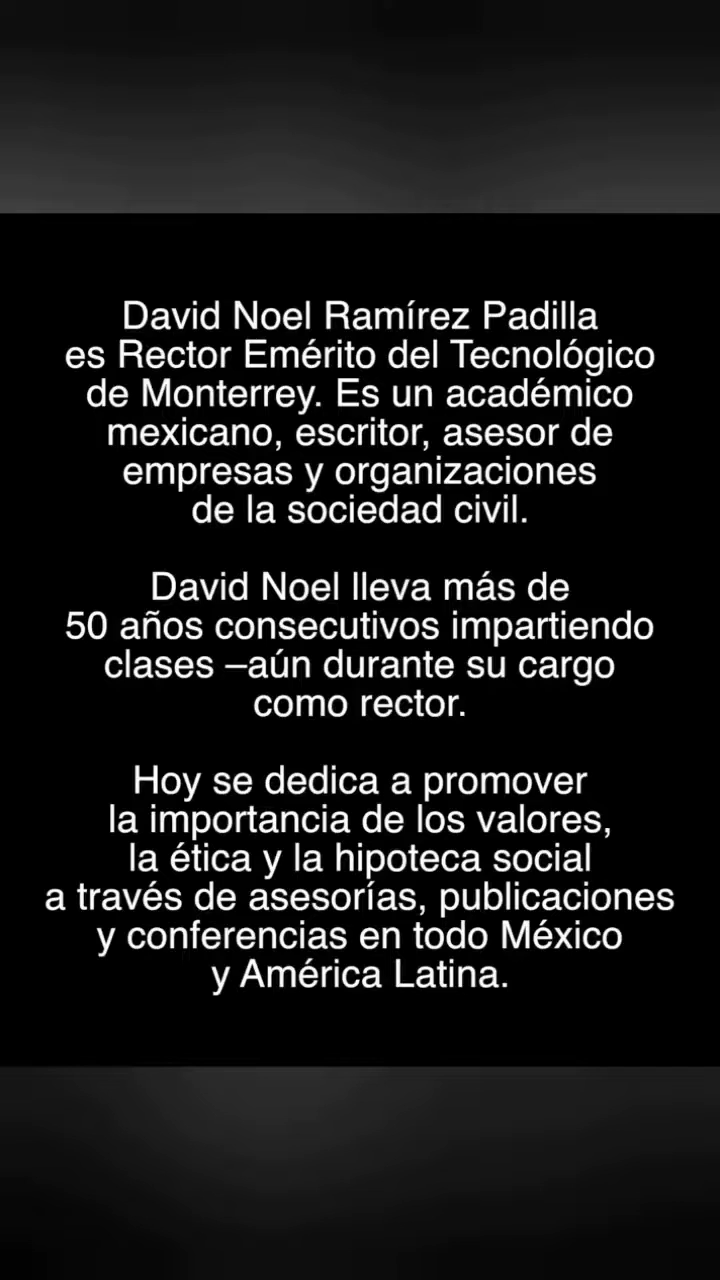 David Noel Ramírez Padilla
es Rector Emérito del Tecnológico
de Monterrey. Es un académico
mexicano, escritor, asesor de
empresas y organizaciones
de la sociedad civil.
David Noel lleva más de
50 años consecutivos impartiendo
clases –aún durante su cargo
como rector.
Hoy se dedica a promover
la importancia de los valores,
la ética y la hipoteca social
a través de asesorías, publicaciones
y conferencias en todo México
y América Latina.